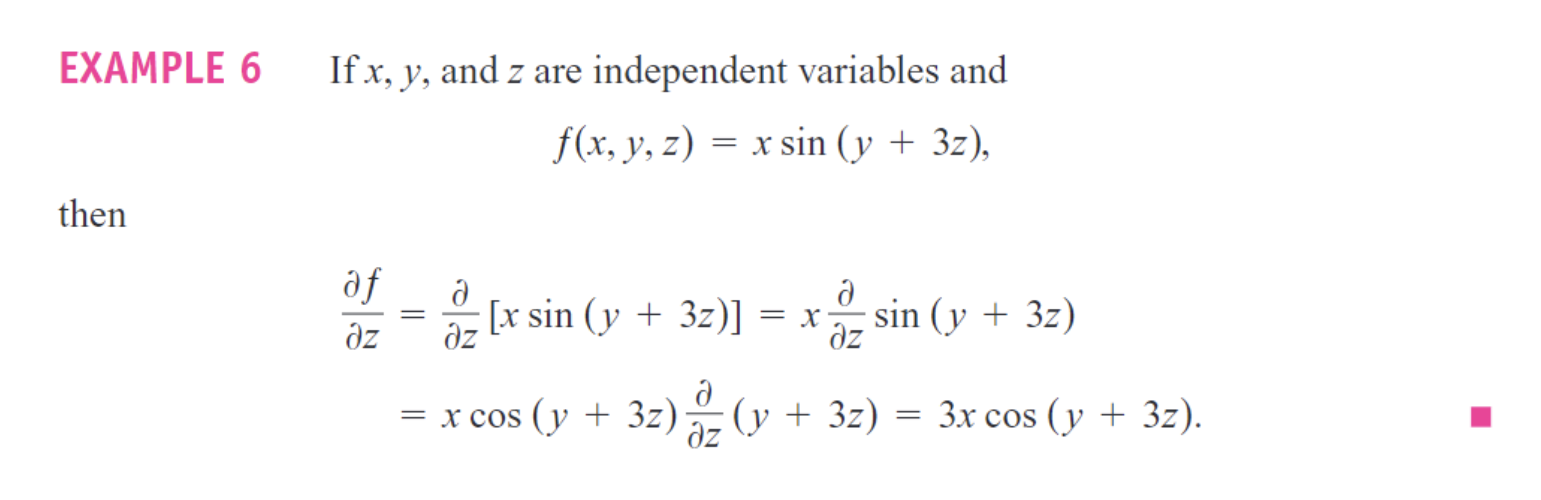 EXAMPLE 6 If x, y, and z are independent variables and
f(x, y, z) = x sin (y + 3z),
then
∂f/∂z = ∂/∂z [x sin (y + 3z)] = x ∂/∂z sin (y + 3z)
= x cos (y + 3z) ∂/∂z (y + 3z) = 3x cos (y + 3z).